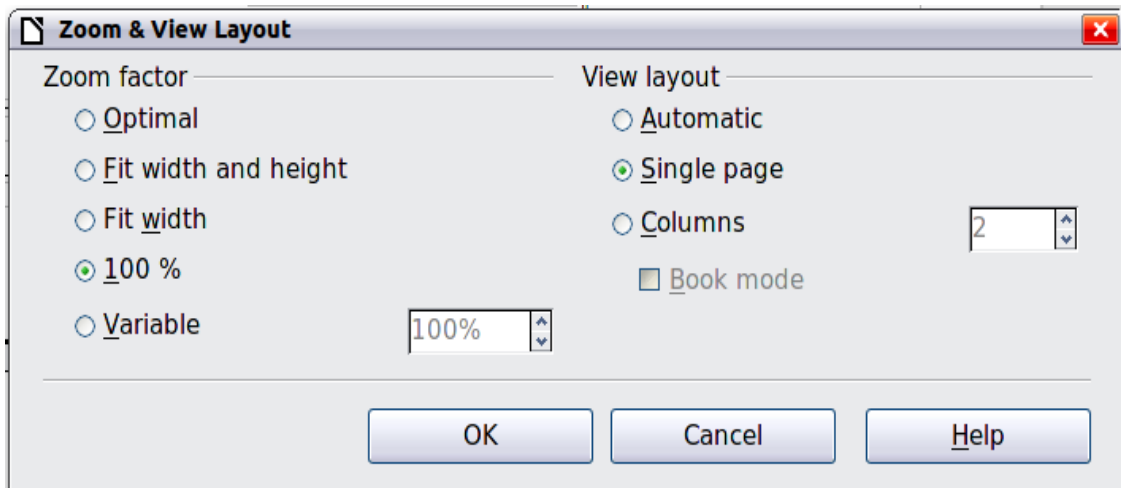 Zoom & View Layout
Zoom factor
Optimal
Fit width and height
Fit width
100 %
Variable
100%
View layout
Automatic
Single page
Columns
2
Book mode
OK
Cancel
Help